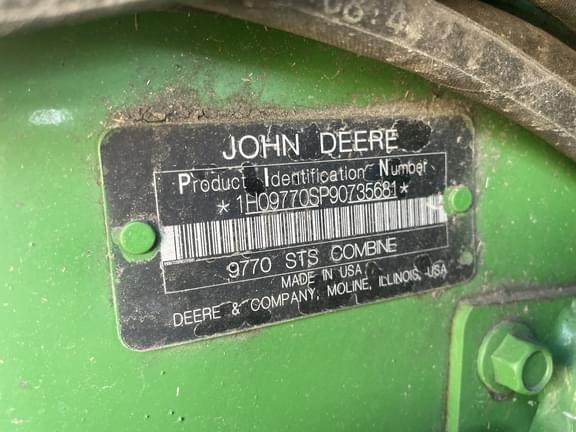 JOHN DEERE
Product Identification Number
*1H09770SP90735681*
9770 STS COMBINE
MADE IN USA
DEERE & COMPANY, MOLINE, ILLINOIS, USA